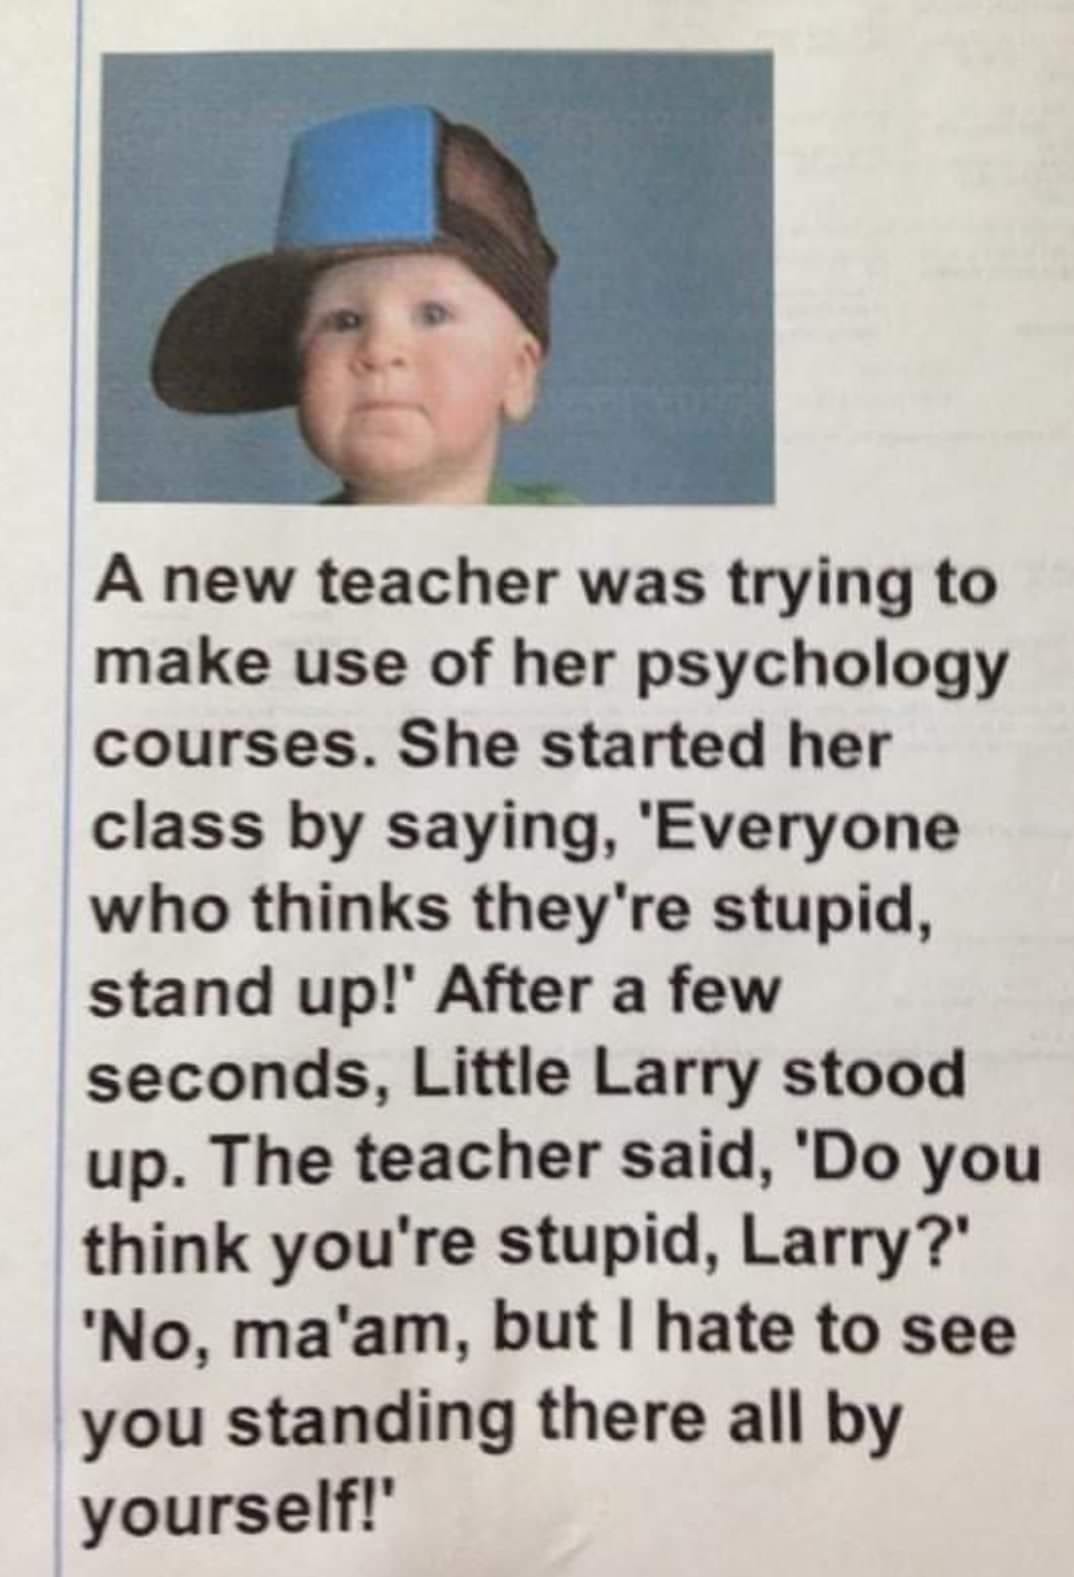 A new teacher was trying to
make use of her psychology
courses. She started her
class by saying, 'Everyone
who thinks they're stupid,
stand up!' After a few
seconds, Little Larry stood
up. The teacher said, 'Do you
think you're stupid, Larry?'
'No, ma'am, but I hate to see
you standing there all by
yourself!'